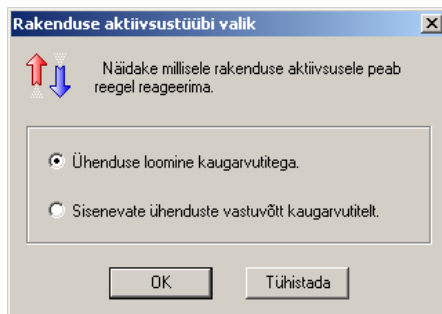 Rakenduse aktiivsustüübi valik
Näidake millisele rakenduse aktiivsusele peab
reegel reageerima.
Ühenduse loomine kaugarvutitega.
Sisenevate ühenduste vastuvõtt kaugarvutitelt.
OK
Tühistada